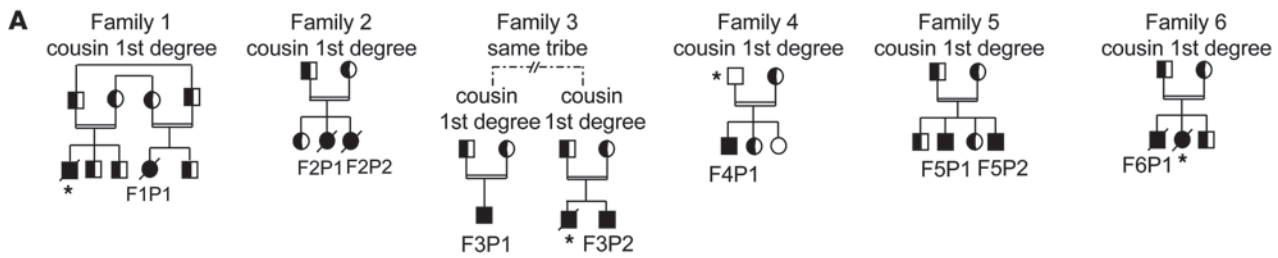 A
Family 1
cousin 1st degree
*
F1P1
Family 2
cousin 1st degree
F2P1 F2P2
Family 3
same tribe
cousin 1st degree
cousin 1st degree
F3P1
* F3P2
Family 4
cousin 1st degree
*
F4P1
Family 5
cousin 1st degree
F5P1 F5P2
Family 6
cousin 1st degree
F6P1 *